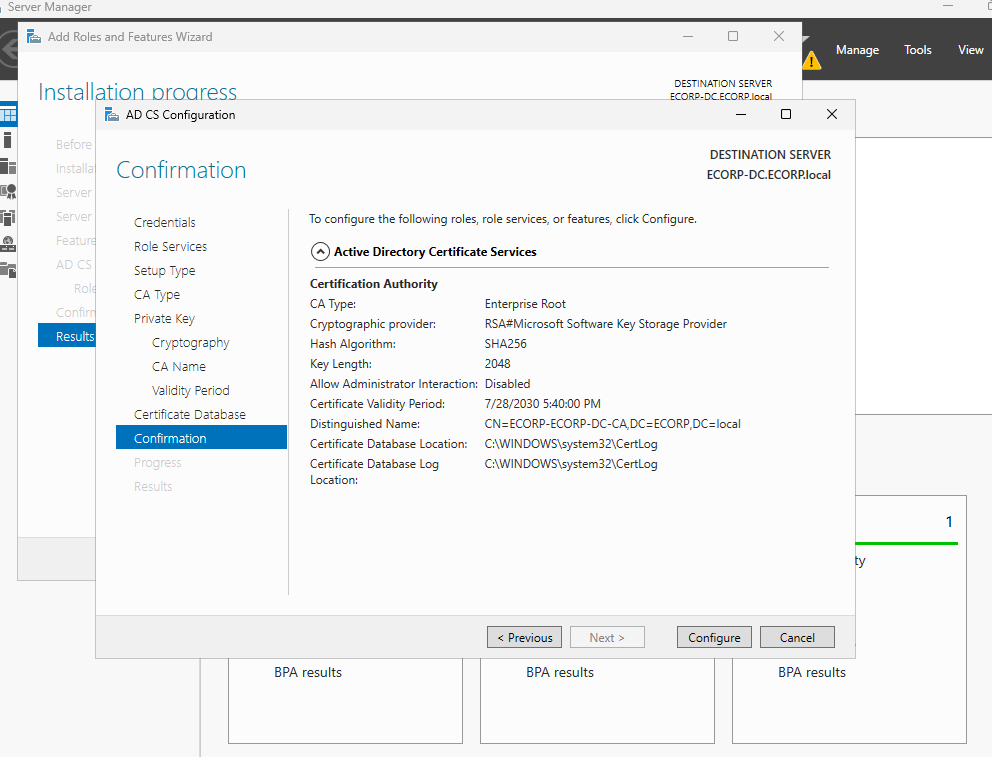 Server Manager
Add Roles and Features Wizard
Manage Tools View
Installation progress
DESTINATION SERVER
ECORP-DC.ECORP.local
AD CS Configuration
Before
Server
Server
AD CS
Results
Confirmation
DESTINATION SERVER
ECORP-DC.ECORP.local
Credentials
Role Services
Setup Type
CA Type
Private Key
Cryptography
CA Name
Validity Period
Certificate Database
Confirmation
Progress
Results
To configure the following roles, role services, or features, click Configure.
Active Directory Certificate Services
Certification Authority
CA Type: Enterprise Root
Cryptographic provider: RSA#Microsoft Software Key Storage Provider
Hash Algorithm: SHA256
Key Length: 2048
Allow Administrator Interaction: Disabled
Certificate Validity Period: 7/28/2030 5:40:00 PM
Distinguished Name: CN=ECORP-ECORP-DC-CA,DC=ECORP,DC=local
Certificate Database Location: C:\WINDOWS\system32\CertLog
Certificate Database Log C:\WINDOWS\system32\CertLog
Location:
1
ty
< Previous Next > Configure Cancel
BPA results BPA results BPA results